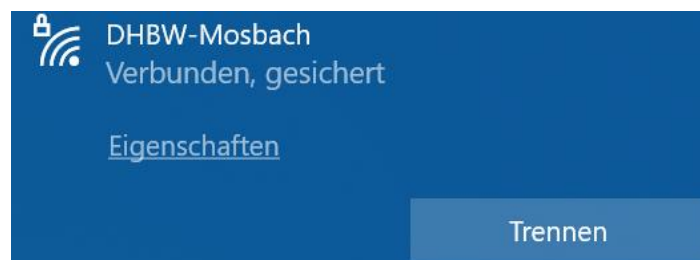 DHBW-Mosbach
Verbunden, gesichert
Eigenschaften
Trennen